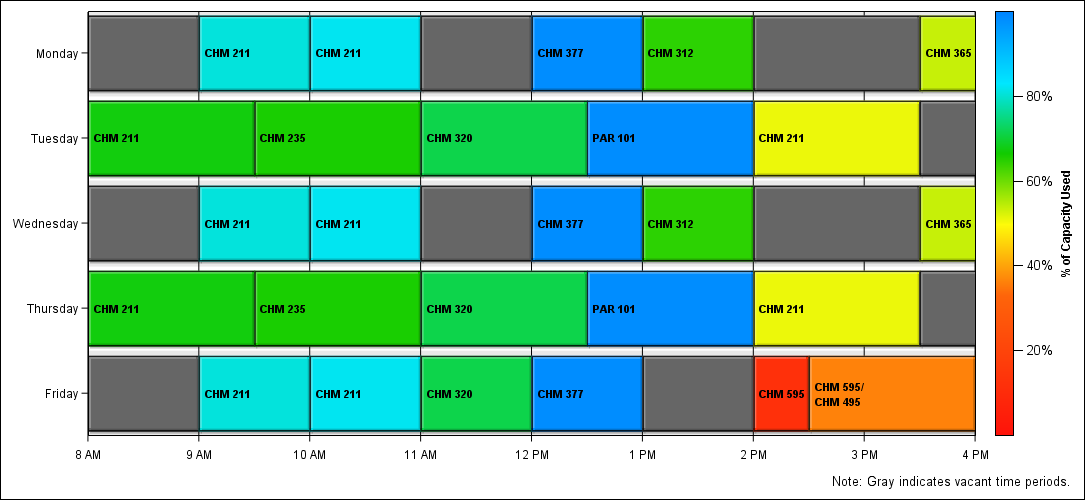 Monday
CHM 211
CHM 211
CHM 377
CHM 312
CHM 365
Tuesday
CHM 211
CHM 235
CHM 320
PAR 101
CHM 211
Wednesday
CHM 211
CHM 211
CHM 377
CHM 312
CHM 365
Thursday
CHM 211
CHM 235
CHM 320
PAR 101
CHM 211
Friday
CHM 211
CHM 211
CHM 320
CHM 377
CHM 595
CHM 595/
CHM 495
8 AM
9 AM
10 AM
11 AM
12 PM
1 PM
2 PM
3 PM
4 PM
80%
60%
40%
20%
% of Capacity Used
Note: Gray indicates vacant time periods.